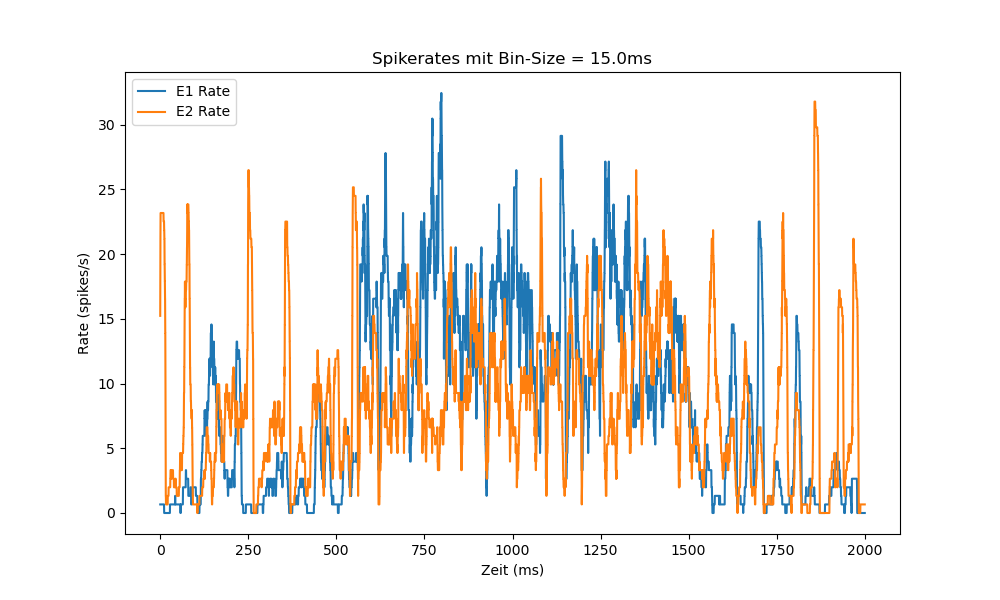 Spikerates mit Bin-Size = 15.0ms
E1 Rate
E2 Rate
Rate (spikes/s)
30
25
20
15
10
5
0
0 250 500 750 1000 1250 1500 1750 2000
Zeit (ms)